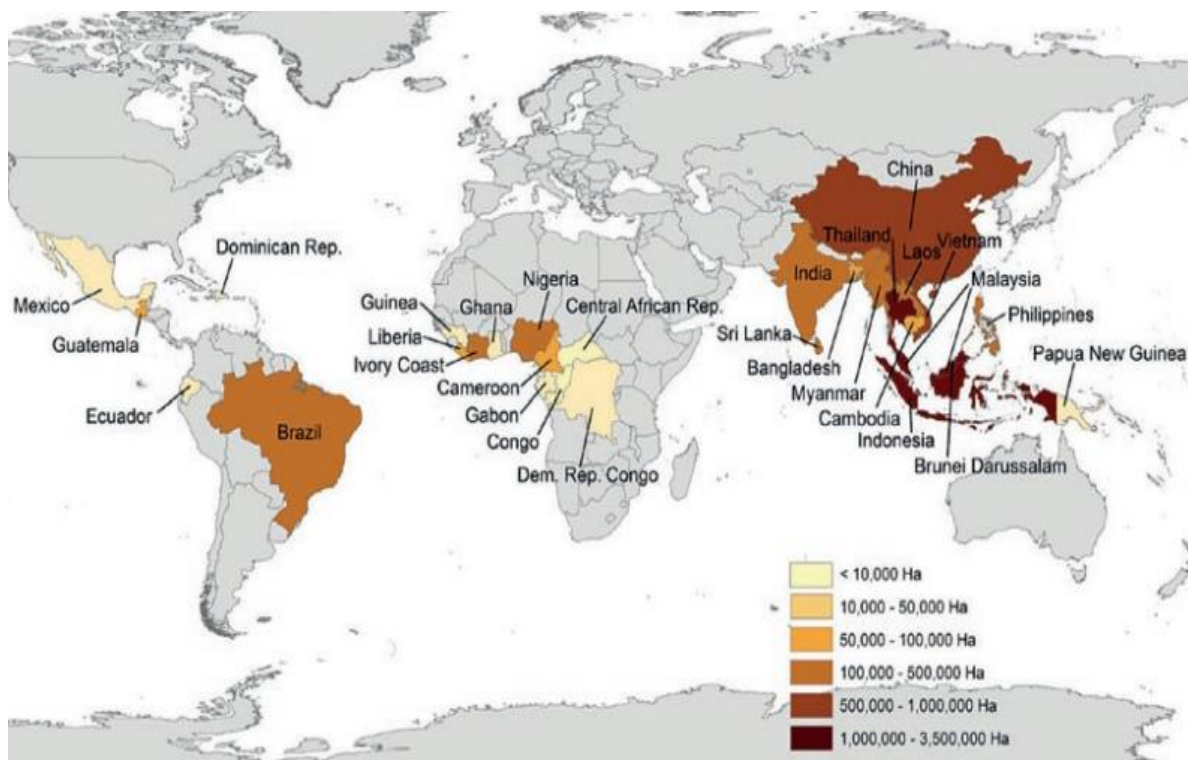 China
Thailand
Vietnam
Laos
Dominican Rep.
India
Malaysia
Nigeria
Mexico
Guinea
Ghana
Central African Rep.
Philippines
Liberia
Sri Lanka
Guatemala
Ivory Coast
Bangladesh
Papua New Guinea
Cameroon
Myanmar
Ecuador
Gabon
Cambodia
Brazil
Congo
Indonesia
Dem. Rep. Congo
Brunei Darussalam
< 10,000 Ha
10,000 - 50,000 Ha
50,000 - 100,000 Ha
100,000 - 500,000 Ha
500,000 - 1,000,000 Ha
1,000,000 - 3,500,000 Ha